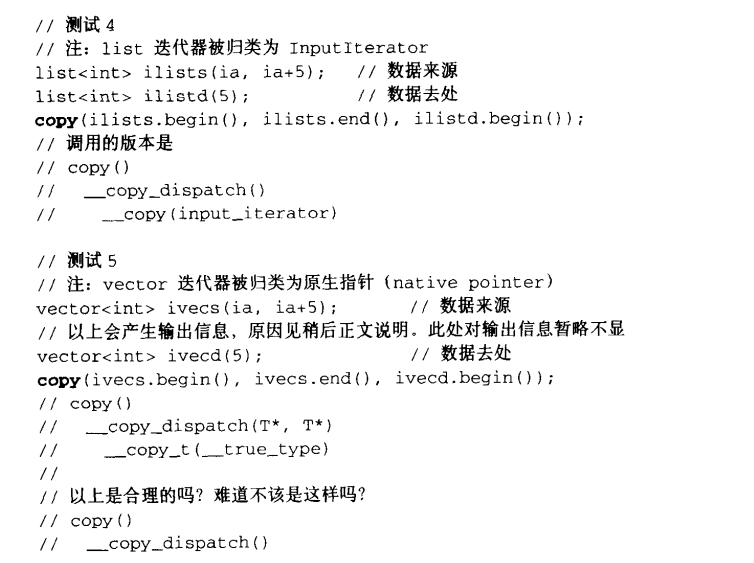 // 测试 4
// 注：list 迭代器被归类为 InputIterator
list<int> ilists(ia, ia+5);   // 数据来源
list<int> ilistd(5);          // 数据去处
copy(ilists.begin(), ilists.end(), ilistd.begin());
// 调用的版本是
// copy()
//   __copy_dispatch()
//     __copy(input_iterator)

// 测试 5
// 注：vector 迭代器被归类为原生指针（native pointer）
vector<int> ivecs(ia, ia+5);       // 数据来源
// 以上会产生输出信息，原因见稍后正文说明。此处对输出信息暂略不显
vector<int> ivecd(5);              // 数据去处
copy(ivecs.begin(), ivecs.end(), ivecd.begin());
// copy()
//   __copy_dispatch(T*, T*)
//     __copy_t(__true_type)
//
// 以上是合理的吗？难道不该是这样吗？
// copy()
//   __copy_dispatch()